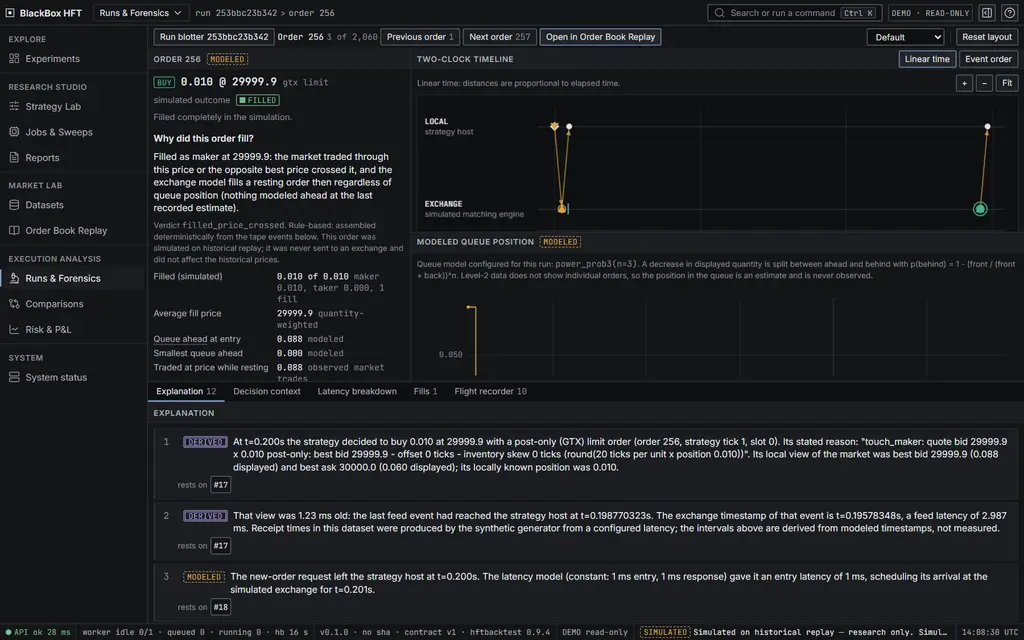 BlackBox HFT
Runs & Forensics
run 253bbc23b342 > order 256
Search or run a command Ctrl K
DEMO · READ-ONLY
EXPLORE
Experiments
RESEARCH STUDIO
Strategy Lab
Jobs & Sweeps
Reports
MARKET LAB
Datasets
Order Book Replay
EXECUTION ANALYSIS
Runs & Forensics
Comparisons
Risk & P&L
SYSTEM
System status
Run blotter 253bbc23b342
Order 256 3 of 2,060
Previous order 1
Next order 257
Open in Order Book Replay
Default
Reset layout
ORDER 256 MODELED
BUY 0.010 @ 29999.9 gtx limit
simulated outcome FILLED
Filled completely in the simulation.
Why did this order fill?
Filled as maker at 29999.9: the market traded through
this price or the opposite best price crossed it, and the
exchange model fills a resting order then regardless of
queue position (nothing modeled ahead at the last
recorded estimate).
Verdict filled_price_crossed. Rule-based: assembled
deterministically from the tape events below. This order was
simulated on historical replay; it was never sent to an exchange and
did not affect the historical prices.
Filled (simulated) 0.010 of 0.010 maker
0.010, taker 0.000, 1
fill
Average fill price 29999.9 quantity-
weighted
Queue ahead at entry 0.088 modeled
Smallest queue ahead 0.000 modeled
Traded at price while resting 0.088 observed market
trades
TWO-CLOCK TIMELINE
Linear time
Event order
Linear time: distances are proportional to elapsed time.
+
−
Fit
LOCAL
strategy host
EXCHANGE
simulated matching engine
MODELED QUEUE POSITION MODELED
Queue model configured for this run: power_prob3(n=3). A decrease in displayed quantity is split between ahead and behind with p(behind) = 1 - (front / (front
+ back))^n. Level-2 data does not show individual orders, so the position in the queue is an estimate and is never observed.
0.050
Explanation 12
Decision context
Latency breakdown
Fills 1
Flight recorder 10
EXPLANATION
1 DERIVED At t=0.200s the strategy decided to buy 0.010 at 29999.9 with a post-only (GTX) limit order (order 256, strategy tick 1, slot 0). Its stated reason: "touch_maker: quote bid 29999.9
x 0.010 post-only: best bid 29999.9 - offset 0 ticks - inventory skew 0 ticks (round(20 ticks per unit x position 0.010))". Its local view of the market was best bid 29999.9 (0.088
displayed) and best ask 30000.0 (0.060 displayed); its locally known position was 0.010.
rests on #17
2 DERIVED That view was 1.23 ms old: the last feed event had reached the strategy host at t=0.198770323s. The exchange timestamp of that event is t=0.19578348s, a feed latency of 2.987
ms. Receipt times in this dataset were produced by the synthetic generator from a configured latency; the intervals above are derived from modeled timestamps, not measured.
rests on #17
3 MODELED The new-order request left the strategy host at t=0.200s. The latency model (constant: 1 ms entry, 1 ms response) gave it an entry latency of 1 ms, scheduling its arrival at the
simulated exchange for t=0.201s.
rests on #18
API ok 28 ms
worker idle 0/1 · queued 0 · running 0 · hb 16 s
v0.1.0 · no sha · contract v1 · hftbacktest 0.9.4
DEMO read-only
SIMULATED Simulated on historical replay — research only. Simul…
14:08:30 UTC